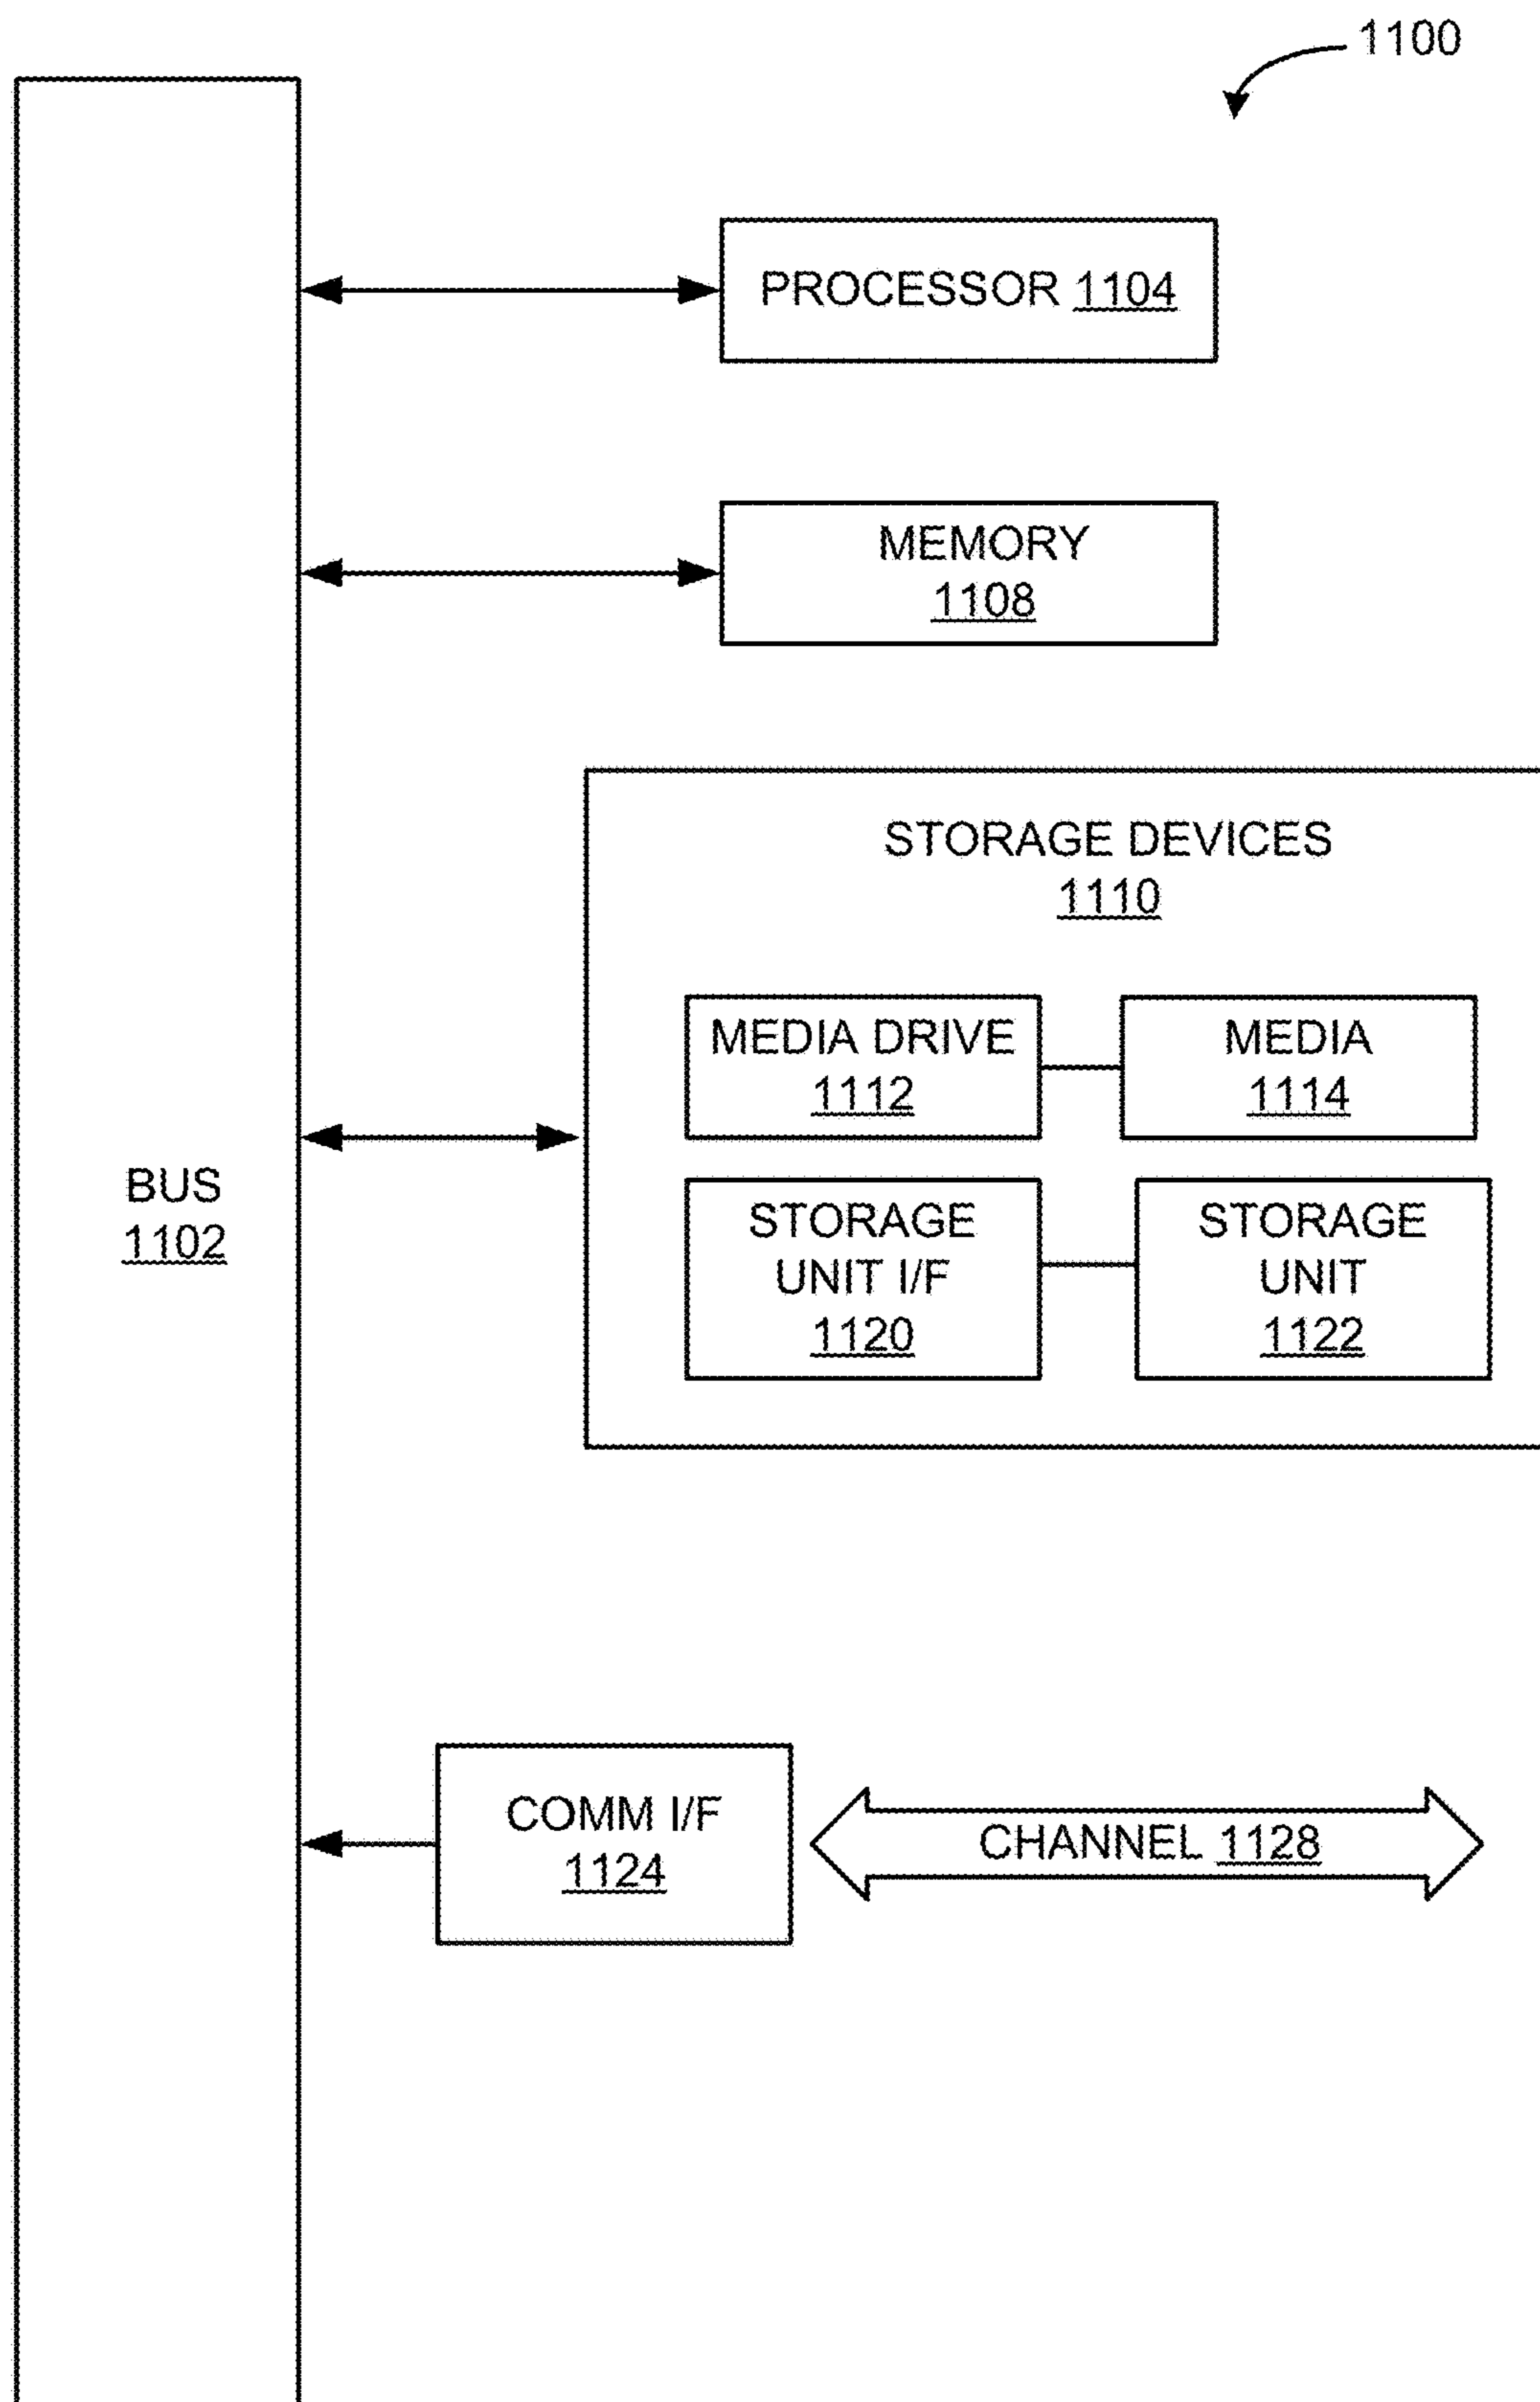 1100
PROCESSOR 1104
MEMORY
1108
STORAGE DEVICES
1110
MEDIA DRIVE
1112
MEDIA
1114
BUS
1102
STORAGE
UNIT I/F
1120
STORAGE
UNIT
1122
COMM I/F
1124
CHANNEL 1128